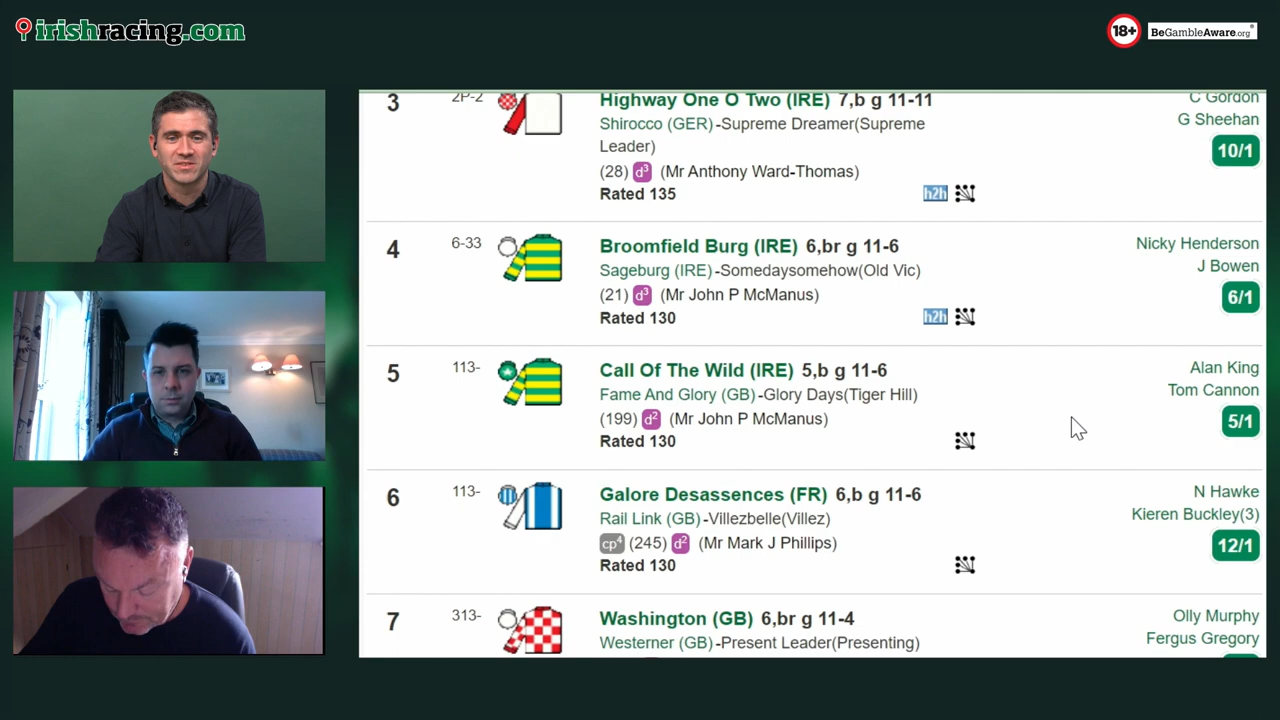 irishracing.com
18+
BeGambleAware.org
3
2P-2
Highway One O Two (IRE) 7,b g 11-11
Shirocco (GER) -Supreme Dreamer(Supreme
Leader)
(28) d3 (Mr Anthony Ward-Thomas)
Rated 135
h2h
C Gordon
G Sheehan
10/1
4
6-33
Broomfield Burg (IRE) 6,br g 11-6
Sageburg (IRE) -Somedaysomehow(Old Vic)
(21) d3 (Mr John P McManus)
Rated 130
h2h
Nicky Henderson
J Bowen
6/1
5
113-
Call Of The Wild (IRE) 5,b g 11-6
Fame And Glory (GB) -Glory Days(Tiger Hill)
(199) d2 (Mr John P McManus)
Rated 130
Alan King
Tom Cannon
5/1
6
113-
Galore Desassences (FR) 6,b g 11-6
Rail Link (GB) -Villezbelle(Villez)
cp4 (245) d2 (Mr Mark J Phillips)
Rated 130
N Hawke
Kieren Buckley(3)
12/1
7
313-
Washington (GB) 6,br g 11-4
Westerner (GB) -Present Leader(Presenting)
Olly Murphy
Fergus Gregory